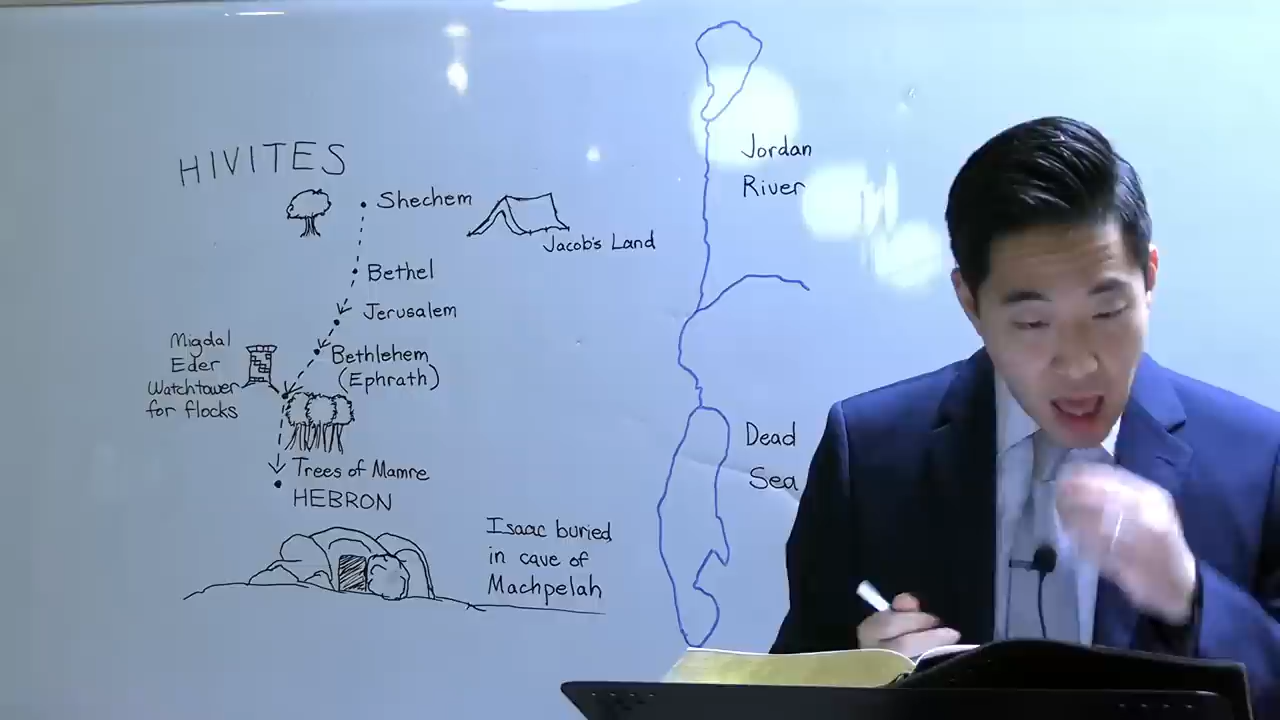 HIVITES
Shechem
Jacob's Land
Bethel
Jerusalem
Migdal
Eder
Watchtower
for flocks
Bethlehem
(Ephrath)
Trees of Mamre
HEBRON
Isaac buried
in cave of
Machpelah
Jordan
River
Dead
Sea